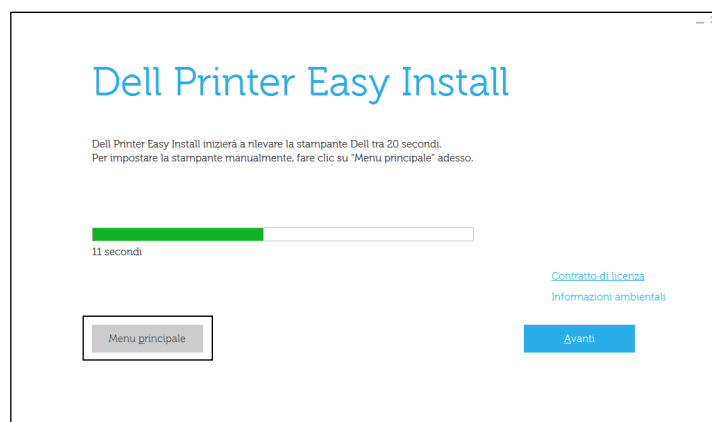 Dell Printer Easy Install
Dell Printer Easy Install inizierà a rilevare la stampante Dell tra 20 secondi.
Per impostare la stampante manualmente, fare clic su "Menu principale" adesso.
11 secondi
Contratto di licenza
Informazioni ambientali
Menu principale
Avanti